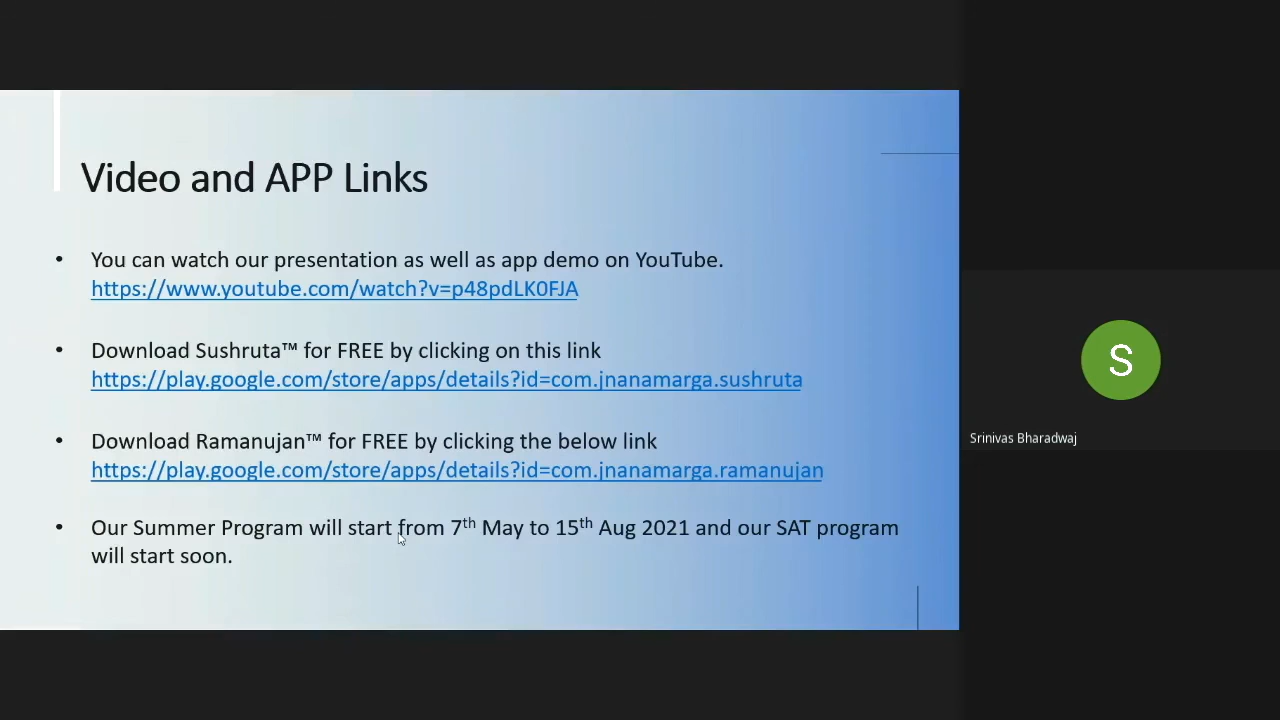 Video and APP Links
• You can watch our presentation as well as app demo on YouTube.
https://www.youtube.com/watch?v=p48pdLK0FJA
• Download Sushruta™ for FREE by clicking on this link
https://play.google.com/store/apps/details?id=com.jnanamarga.sushruta
• Download Ramanujan™ for FREE by clicking the below link
https://play.google.com/store/apps/details?id=com.jnanamarga.ramanujan
• Our Summer Program will start from 7th May to 15th Aug 2021 and our SAT program
will start soon.
S
Srinivas Bharadwaj